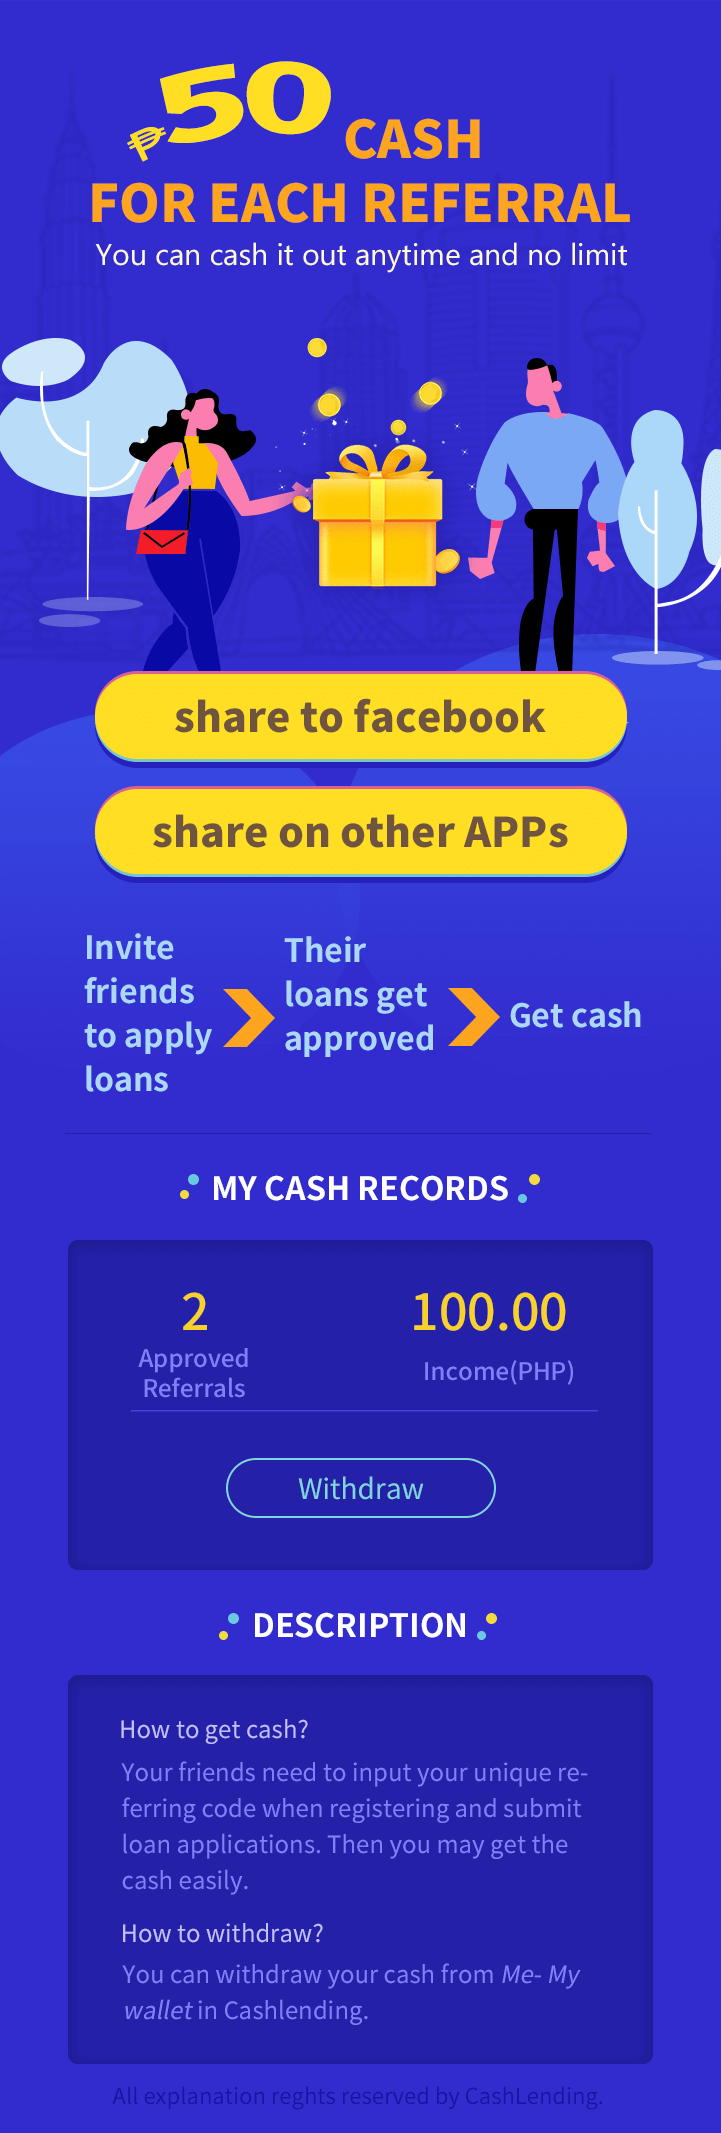 ₱50 CASH
FOR EACH REFERRAL
You can cash it out anytime and no limit
share to facebook
share on other APPs
Invite
friends
to apply
loans
Their
loans get
approved
Get cash
MY CASH RECORDS
2
Approved
Referrals
100.00
Income(PHP)
Withdraw
DESCRIPTION
How to get cash?
Your friends need to input your unique re-
ferring code when registering and submit
loan applications. Then you may get the
cash easily.
How to withdraw?
You can withdraw your cash from Me- My
wallet in Cashlending.
All explanation reghts reserved by CashLending.